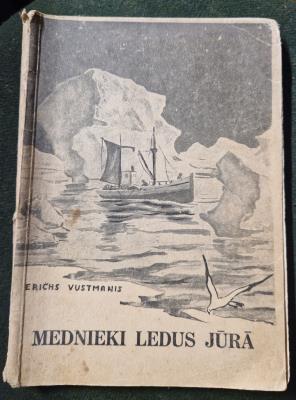 ERICHS VUSTMANIS
MEDNIEKI LEDUS JŪRĀ